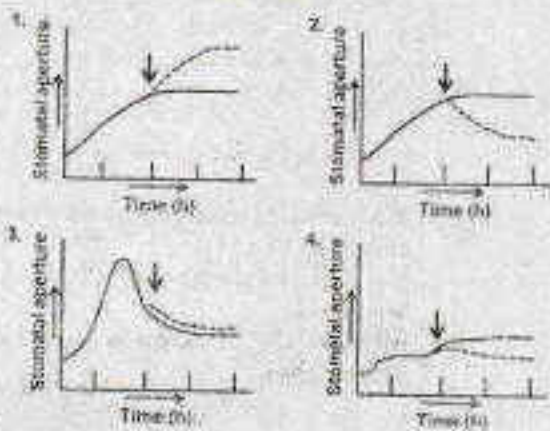 1.
Stomatal aperture
Time (h)
2.
Stomatal aperture
Time (h)
3.
Stomatal aperture
Time (h)
4.
Stomatal aperture
Time (h)